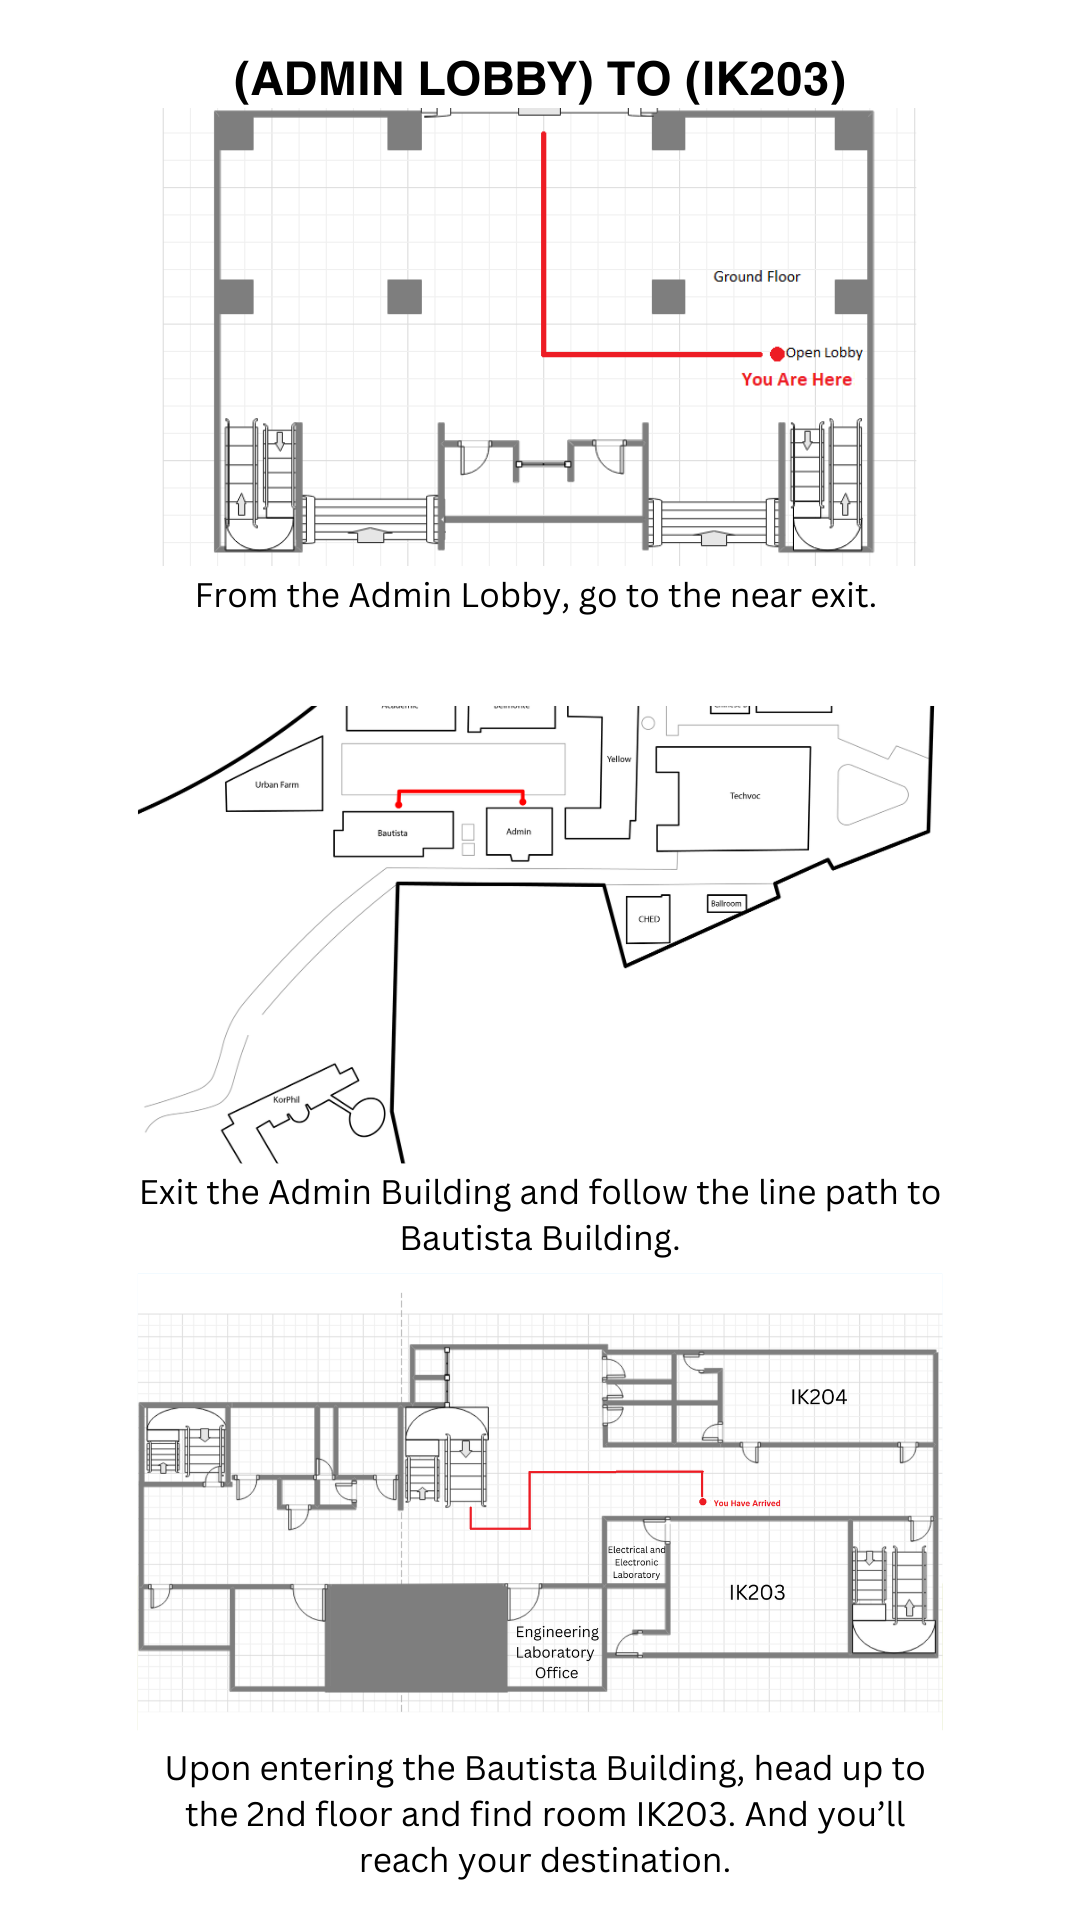 (ADMIN LOBBY) TO (IK203)
Ground Floor
Open Lobby
You Are Here
From the Admin Lobby, go to the near exit.
Urban Farm
Yellow
Techvoc
Bautista
Admin
CHED
Ballroom
KorPhil
Exit the Admin Building and follow the line path to
Bautista Building.
IK204
You Have Arrived
Electrical and
Electronic
Laboratory
IK203
Engineering
Laboratory
Office
Upon entering the Bautista Building, head up to
the 2nd floor and find room IK203. And you’ll
reach your destination.